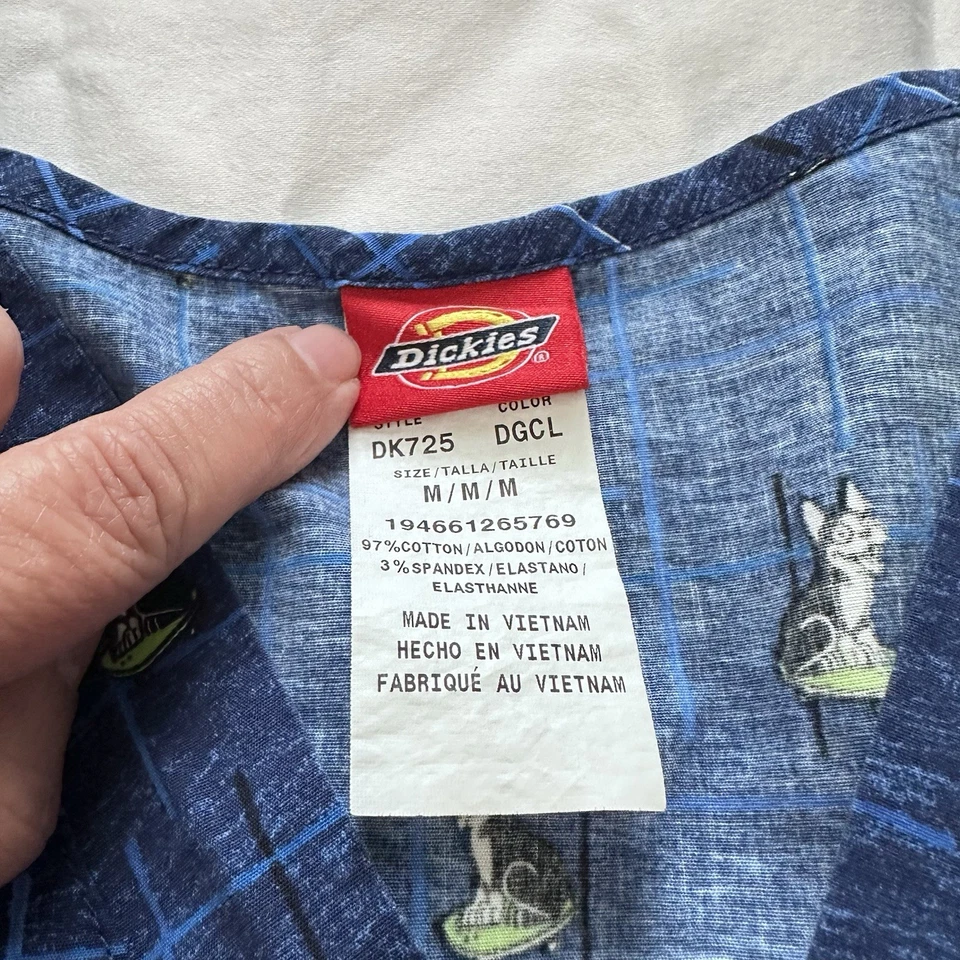 Dickies®
STYLE COLOR
DK725 DGCL
SIZE/TALLA/TAILLE
M/M/M
194661265769
97%COTTON/ALGODON/COTON
3%SPANDEX/ELASTANO/
ELASTHANNE
MADE IN VIETNAM
HECHO EN VIETNAM
FABRIQUÉ AU VIETNAM